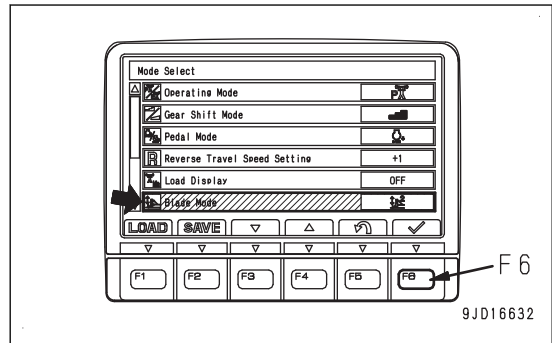 Mode Select
Operating Mode P
Gear Shift Mode
Pedal Mode
R Reverse Travel Speed Setting +1
Load Display OFF
Blade Mode
LOAD SAVE
F1 F2 F3 F4 F5 F6
F6
9JD16632